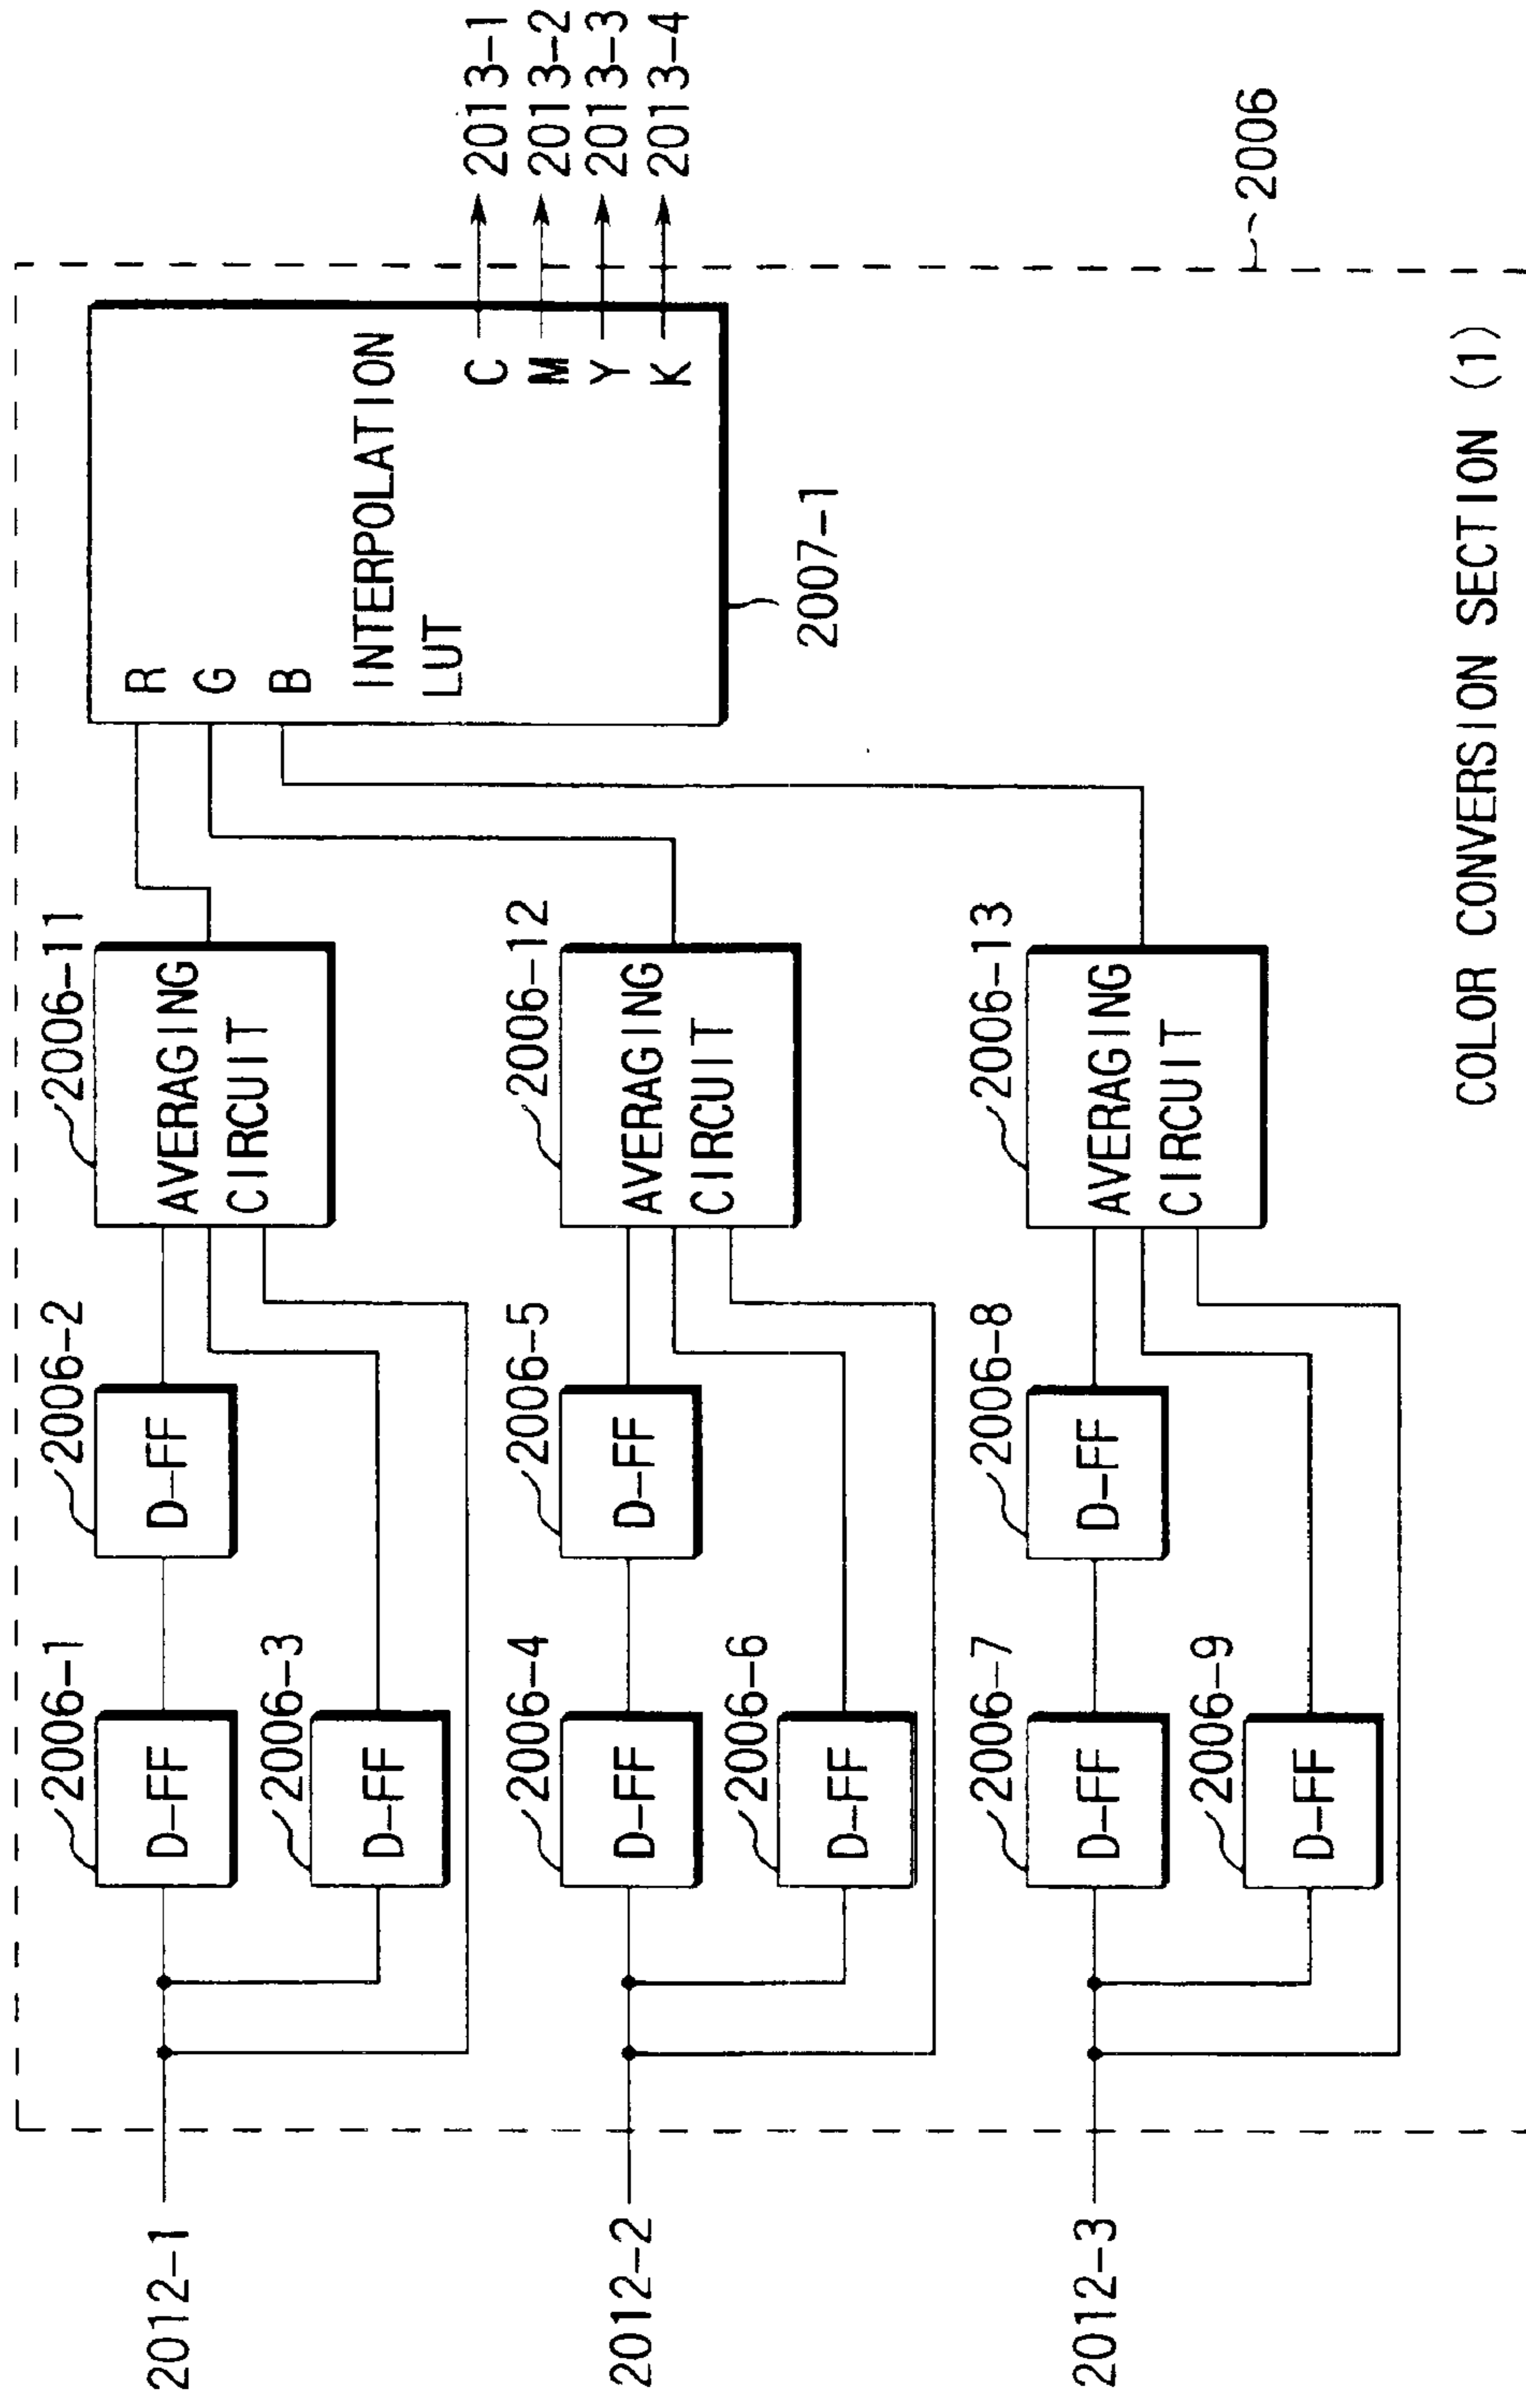 2012-1
2006-1
D-FF
2006-2
D-FF
2006-3
D-FF
2006-11
AVERAGING
CIRCUIT
2012-2
2006-4
D-FF
2006-5
D-FF
2006-6
D-FF
2006-12
AVERAGING
CIRCUIT
2012-3
2006-7
D-FF
2006-8
D-FF
2006-9
D-FF
2006-13
AVERAGING
CIRCUIT
R
G
B
INTERPOLATION
LUT
C
M
Y
K
2007-1
2013-1
2013-2
2013-3
2013-4
2006
COLOR CONVERSION SECTION (1)